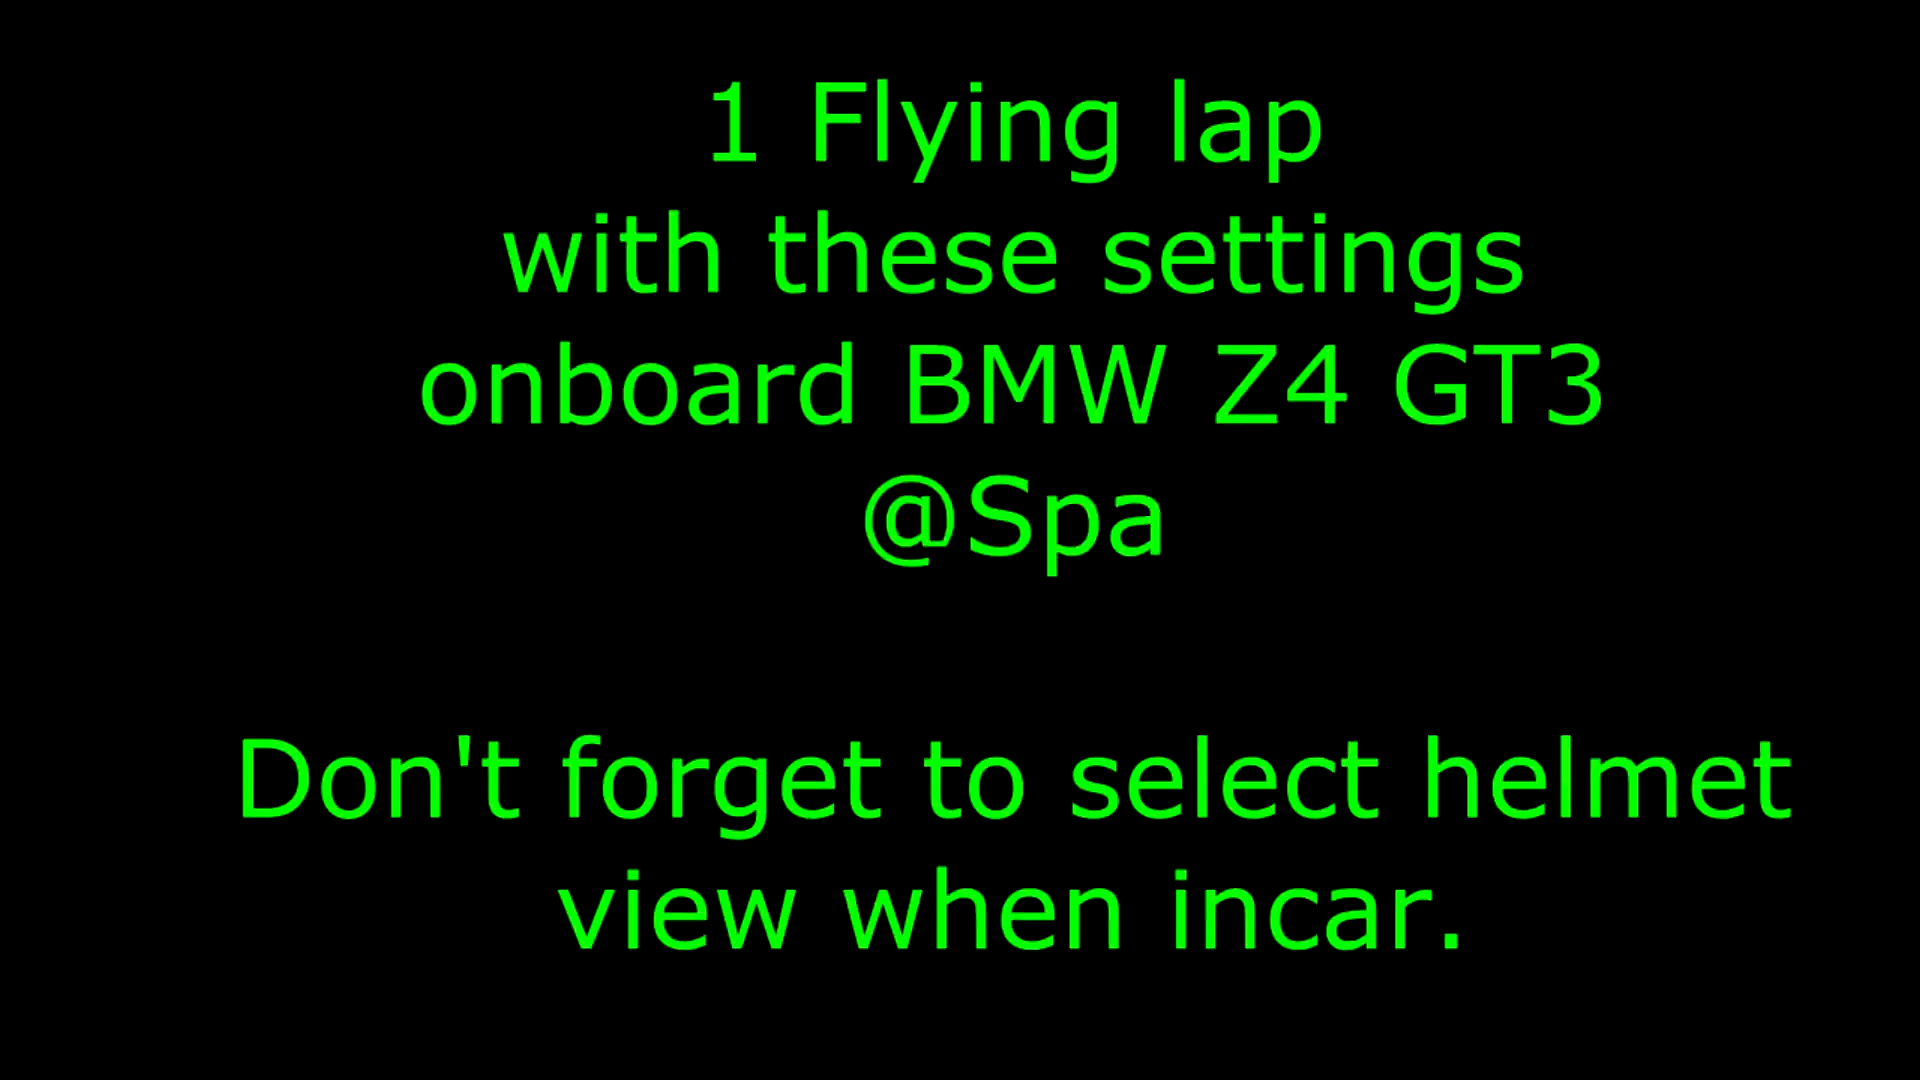 1 Flying lap
with these settings
onboard BMW Z4 GT3
@Spa
Don't forget to select helmet
view when incar.